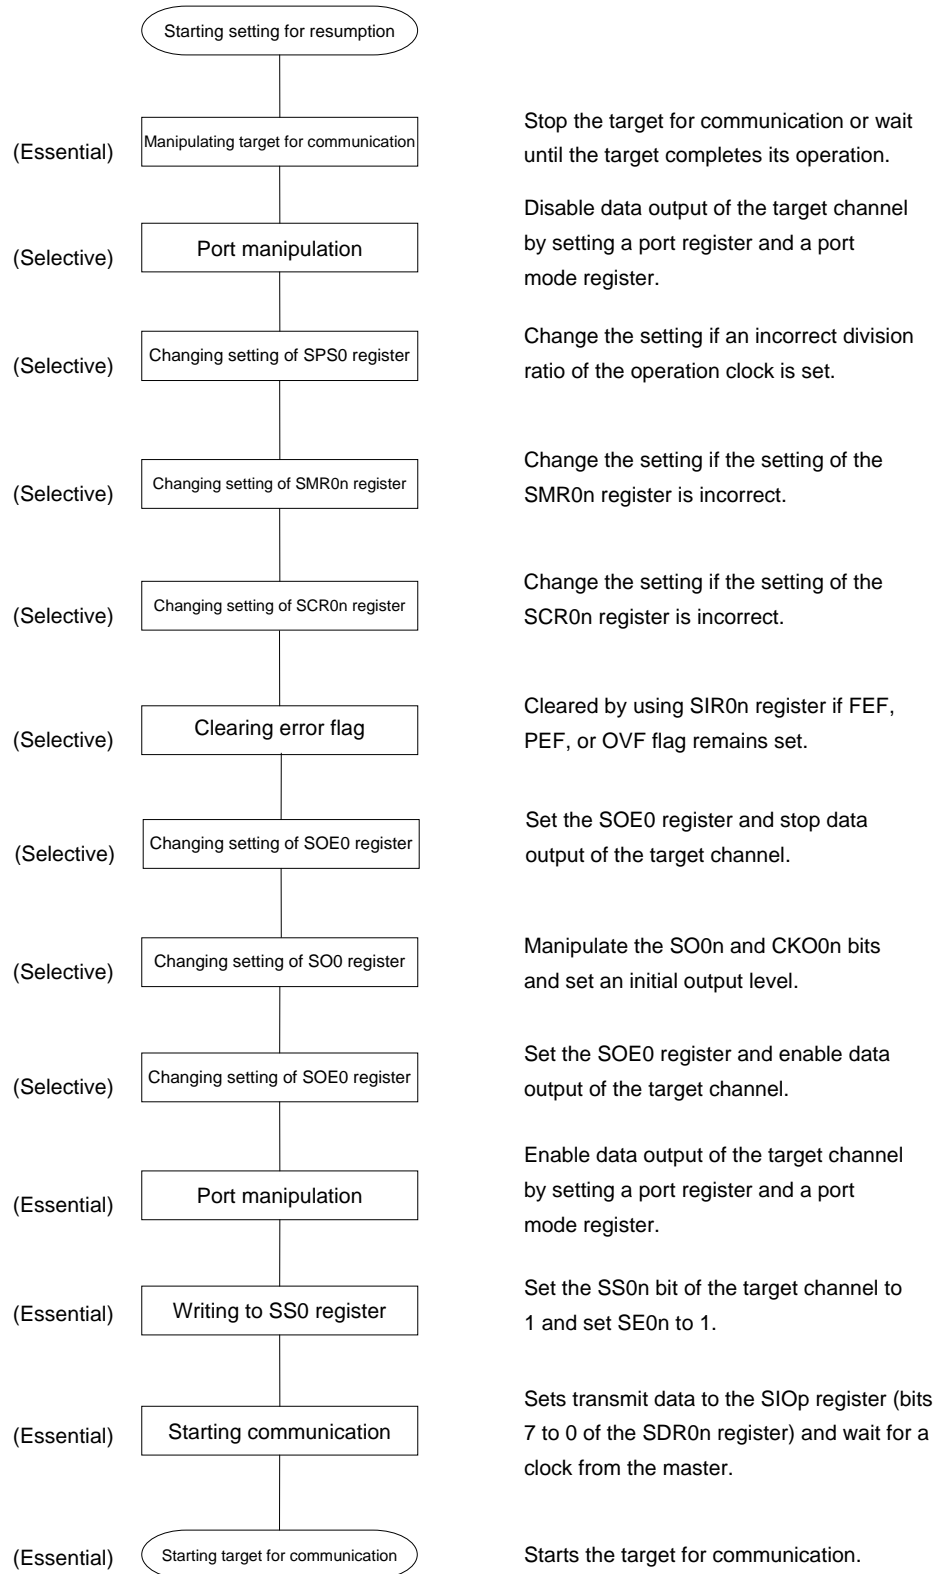 Starting setting for resumption
(Essential)
Manipulating target for communication
Stop the target for communication or wait
until the target completes its operation.
(Selective)
Port manipulation
Disable data output of the target channel
by setting a port register and a port
mode register.
(Selective)
Changing setting of SPS0 register
Change the setting if an incorrect division
ratio of the operation clock is set.
(Selective)
Changing setting of SMR0n register
Change the setting if the setting of the
SMR0n register is incorrect.
(Selective)
Changing setting of SCR0n register
Change the setting if the setting of the
SCR0n register is incorrect.
(Selective)
Clearing error flag
Cleared by using SIR0n register if FEF,
PEF, or OVF flag remains set.
(Selective)
Changing setting of SOE0 register
Set the SOE0 register and stop data
output of the target channel.
(Selective)
Changing setting of SO0 register
Manipulate the SO0n and CKO0n bits
and set an initial output level.
(Selective)
Changing setting of SOE0 register
Set the SOE0 register and enable data
output of the target channel.
(Essential)
Port manipulation
Enable data output of the target channel
by setting a port register and a port
mode register.
(Essential)
Writing to SS0 register
Set the SS0n bit of the target channel to
1 and set SE0n to 1.
(Essential)
Starting communication
Sets transmit data to the SIOp register (bits
7 to 0 of the SDR0n register) and wait for a
clock from the master.
(Essential)
Starting target for communication
Starts the target for communication.